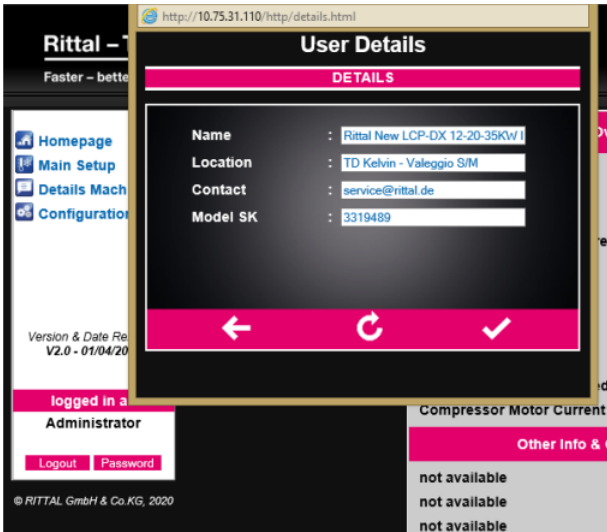 http://10.75.31.110/http/details.html
User Details
DETAILS
Name : Rittal New LCP-DX 12-20-35KW I
Location : TD Kelvin - Valeggio S/M
Contact : service@rittal.de
Model SK : 3319489
Rittal –
Faster – bette
Homepage
Main Setup
Details Mach
Configuration
Version & Date Re
V2.0 - 01/04/20
logged in a
Administrator
Logout Password
© RITTAL GmbH & Co.KG, 2020
Compressor Motor Current
Other Info &
not available
not available
not available